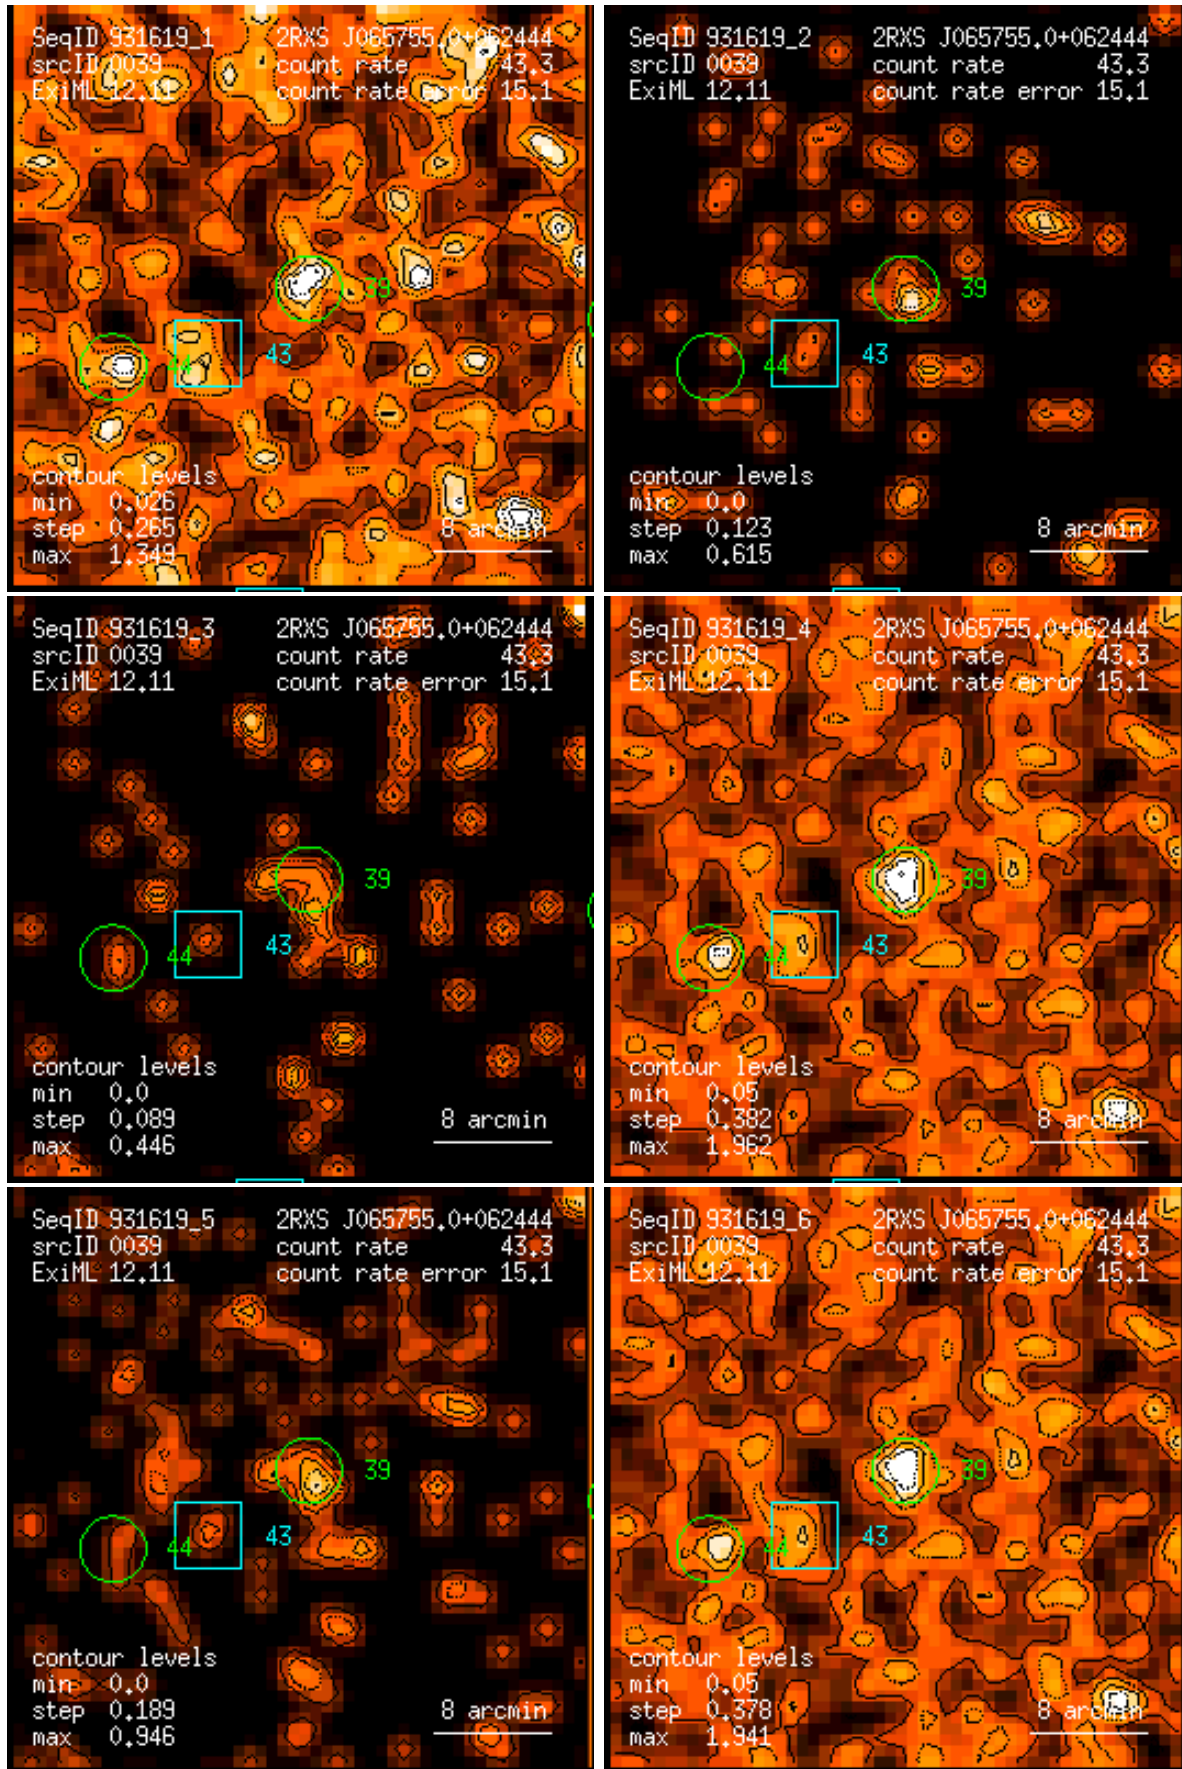 SeqID 931619_1 2RXS J065755.0+062444
srcID 0039 count rate 43.3
ExiML 12.11 count rate error 15.1
39
44 43
contour levels
min 0.026
step 0.265 8 arcmin
max 1.349
SeqID 931619_2 2RXS J065755.0+062444
srcID 0039 count rate 43.3
ExiML 12.11 count rate error 15.1
39
44 43
contour levels
min 0.0
step 0.123 8 arcmin
max 0.615
SeqID 931619_3 2RXS J065755.0+062444
srcID 0039 count rate 43.3
ExiML 12.11 count rate error 15.1
39
44 43
contour levels
min 0.0
step 0.089 8 arcmin
max 0.446
SeqID 931619_4 2RXS J065755.0+062444
srcID 0039 count rate 43.3
ExiML 12.11 count rate error 15.1
39
44 43
contour levels
min 0.05
step 0.382 8 arcmin
max 1.962
SeqID 931619_5 2RXS J065755.0+062444
srcID 0039 count rate 43.3
ExiML 12.11 count rate error 15.1
39
44 43
contour levels
min 0.0
step 0.189 8 arcmin
max 0.946
SeqID 931619_6 2RXS J065755.0+062444
srcID 0039 count rate 43.3
ExiML 12.11 count rate error 15.1
39
44 43
contour levels
min 0.05
step 0.378 8 arcmin
max 1.941